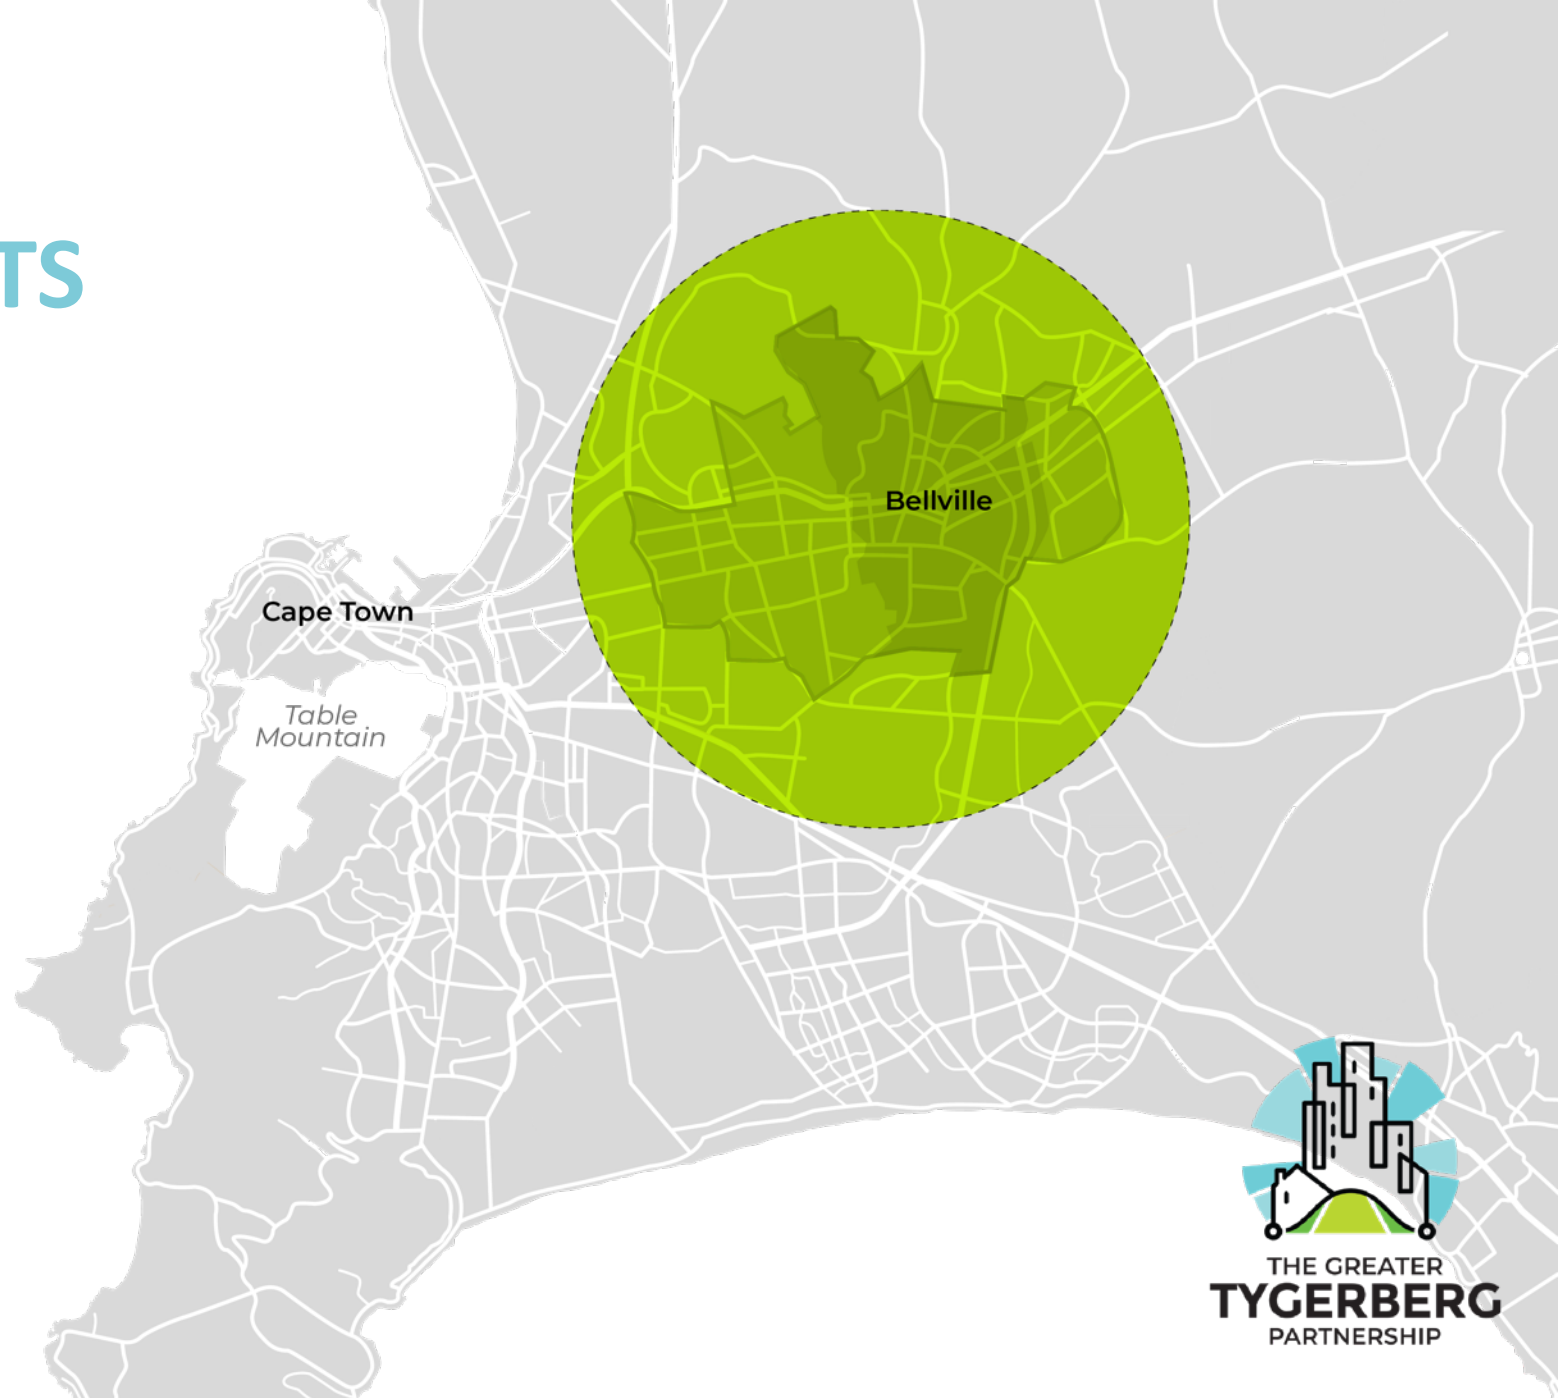 TS
Bellville
Cape Town
Table
Mountain
THE GREATER
TYGERBERG
PARTNERSHIP